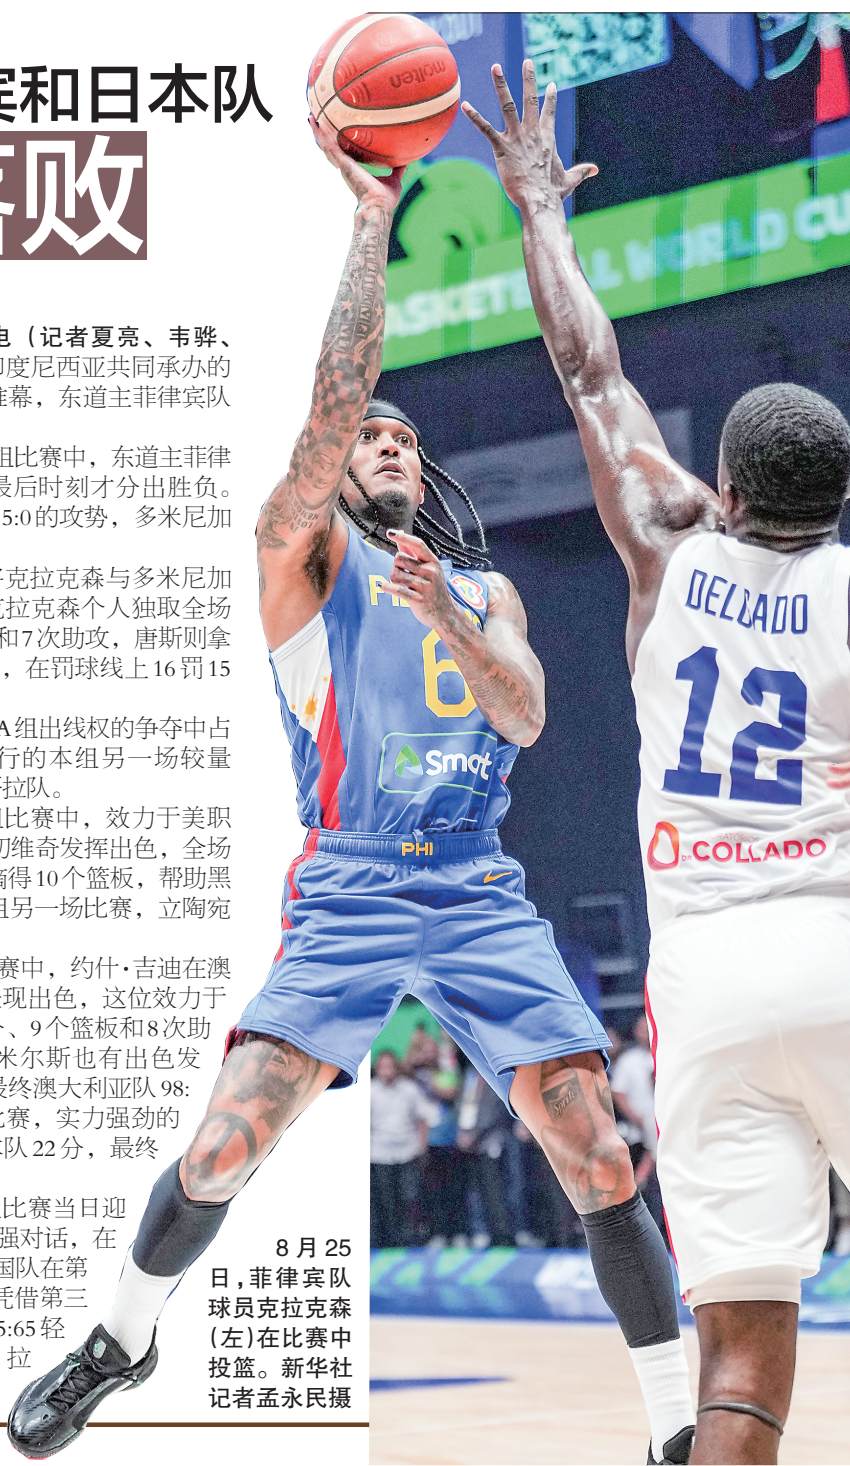 宾和日本队
落败
电（记者夏亮、韦骅、
印度尼西亚共同承办的
帷幕，东道主菲律宾队
组比赛中，东道主菲律
最后时刻才分出胜负。
5:0的攻势，多米尼加
克拉克森与多米尼加
克拉克森个人独取全场
和7次助攻，唐斯则拿
，在罚球线上16罚15
A组出线权的争夺中占
行的本组另一场较量
拉队。
组比赛中，效力于美职
切维奇发挥出色，全场
摘得10个篮板，帮助黑
组另一场比赛，立陶宛
赛中，约什·吉迪在澳
表现出色，这位效力于
、9个篮板和8次助
米尔斯也有出色发
最终澳大利亚队98:
比赛，实力强劲的
本队22分，最终
比赛当日迎
强对话，在
国队在第
凭借第三
5:65轻
拉
8月25
日，菲律宾队
球员克拉克森
（左）在比赛中
投篮。新华社
记者孟永民摄
molten
BASKETBALL WORLD CU
6
Smart
PHI
DELGADO
12
COLLADO